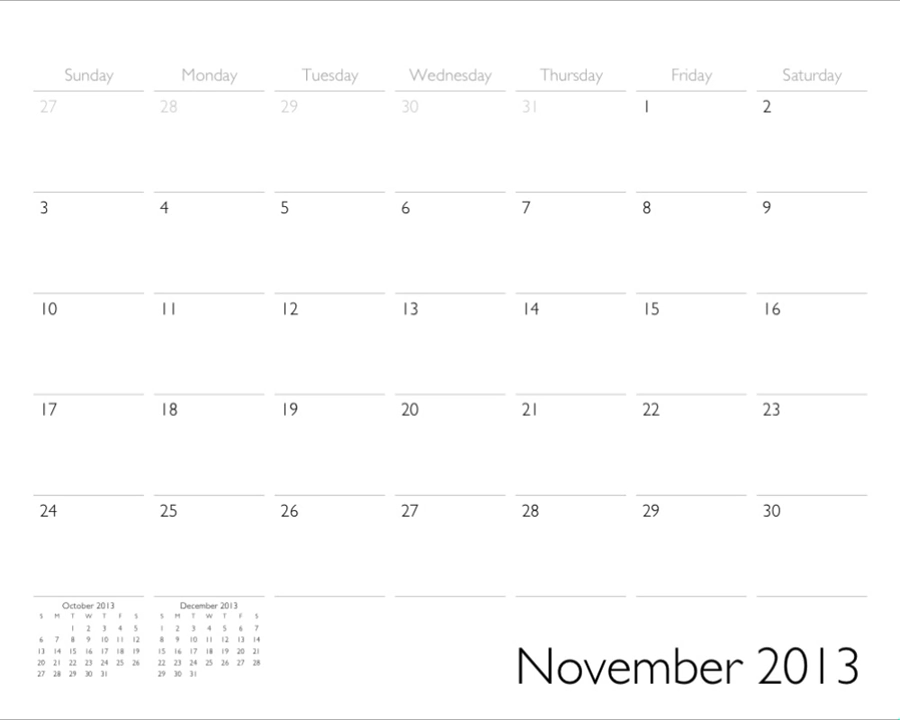 Sunday Monday Tuesday Wednesday Thursday Friday Saturday
27 28 29 30 31 1 2
3 4 5 6 7 8 9
10 11 12 13 14 15 16
17 18 19 20 21 22 23
24 25 26 27 28 29 30
October 2013
S M T W T F S
1 2 3 4 5
6 7 8 9 10 11 12
13 14 15 16 17 18 19
20 21 22 23 24 25 26
27 28 29 30 31
December 2013
S M T W T F S
1 2 3 4 5 6 7
8 9 10 11 12 13 14
15 16 17 18 19 20 21
22 23 24 25 26 27 28
29 30 31
November 2013